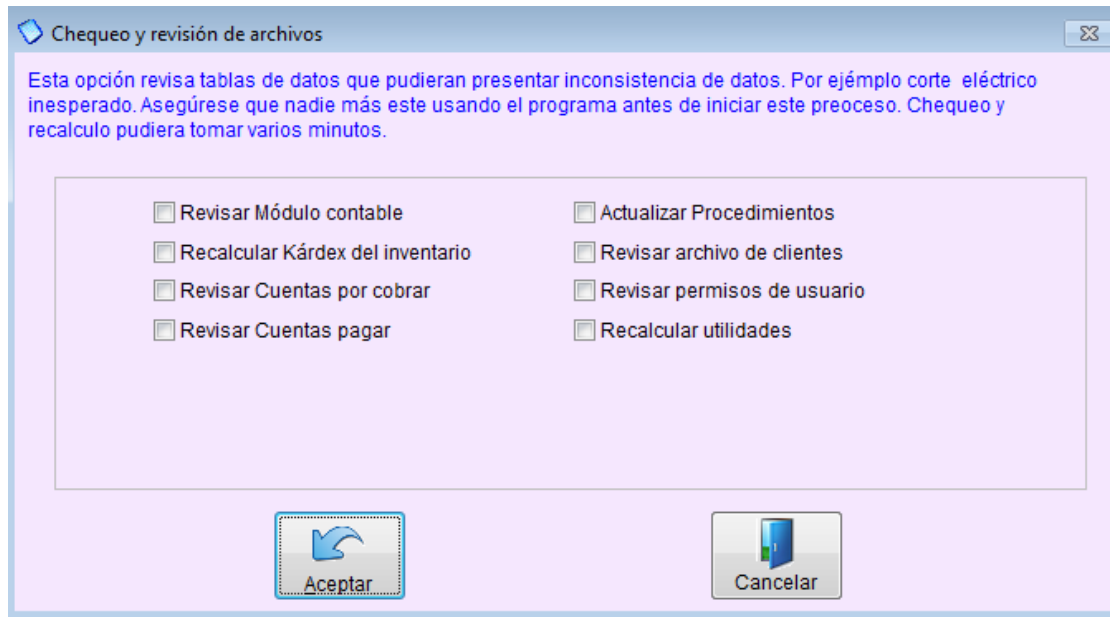 Chequeo y revisión de archivos
Esta opción revisa tablas de datos que pudieran presentar inconsistencia de datos. Por ejémplo corte eléctrico
inesperado. Asegúrese que nadie más este usando el programa antes de iniciar este preoceso. Chequeo y
recalculo pudiera tomar varios minutos.
Revisar Módulo contable
Actualizar Procedimientos
Recalcular Kárdex del inventario
Revisar archivo de clientes
Revisar Cuentas por cobrar
Revisar permisos de usuario
Revisar Cuentas pagar
Recalcular utilidades
Aceptar
Cancelar